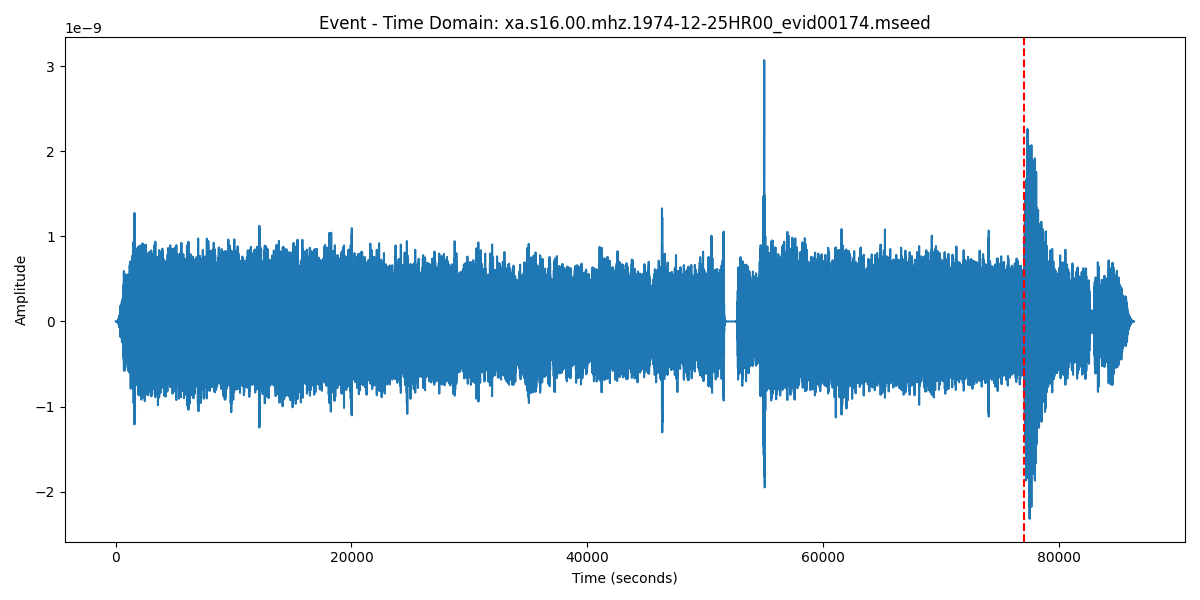 Event - Time Domain: xa.s16.00.mhz.1974-12-25HR00_evid00174.mseed
1e−9
3
2
1
0
−1
−2
Amplitude
0 20000 40000 60000 80000
Time (seconds)